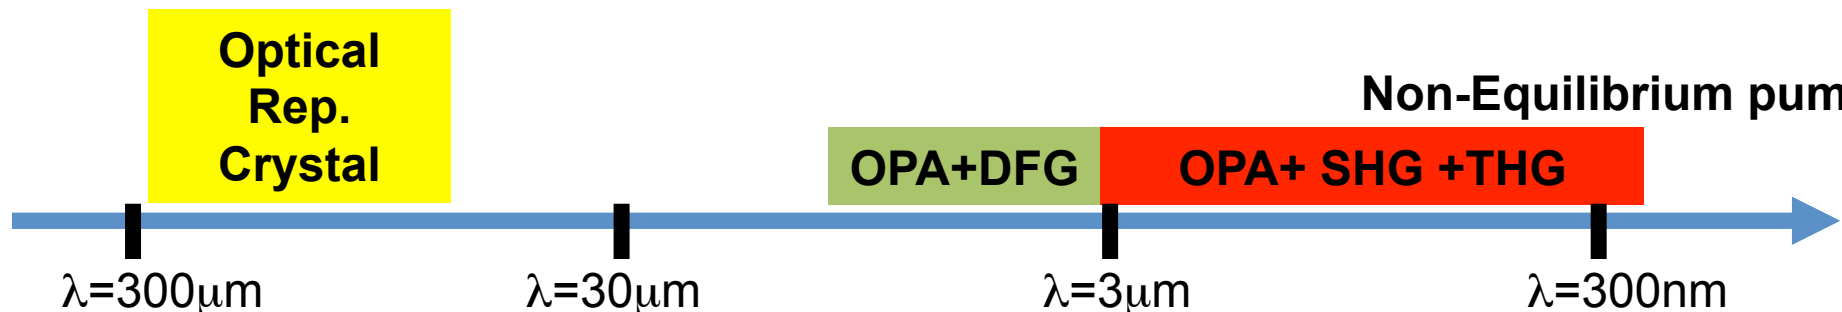 Optical
Rep.
Crystal
Non-Equilibrium pum
OPA+DFG
OPA+ SHG +THG
λ=300μm
λ=30μm
λ=3μm
λ=300nm